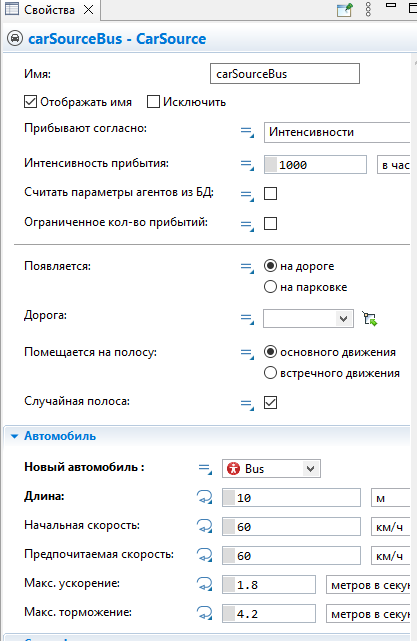 Свойства
carSourceBus - CarSource
Имя: carSourceBus
Отображать имя Исключить
Прибывают согласно: Интенсивности
Интенсивность прибытия: 1000 в час
Считать параметры агентов из БД:
Ограниченное кол-во прибытий:
Появляется: на дороге
на парковке
Дорога:
Помещается на полосу: основного движения
встречного движения
Случайная полоса:
Автомобиль
Новый автомобиль : Bus
Длина: 10 м
Начальная скорость: 60 км/ч
Предпочитаемая скорость: 60 км/ч
Макс. ускорение: 1.8 метров в секу
Макс. торможение: 4.2 метров в секу